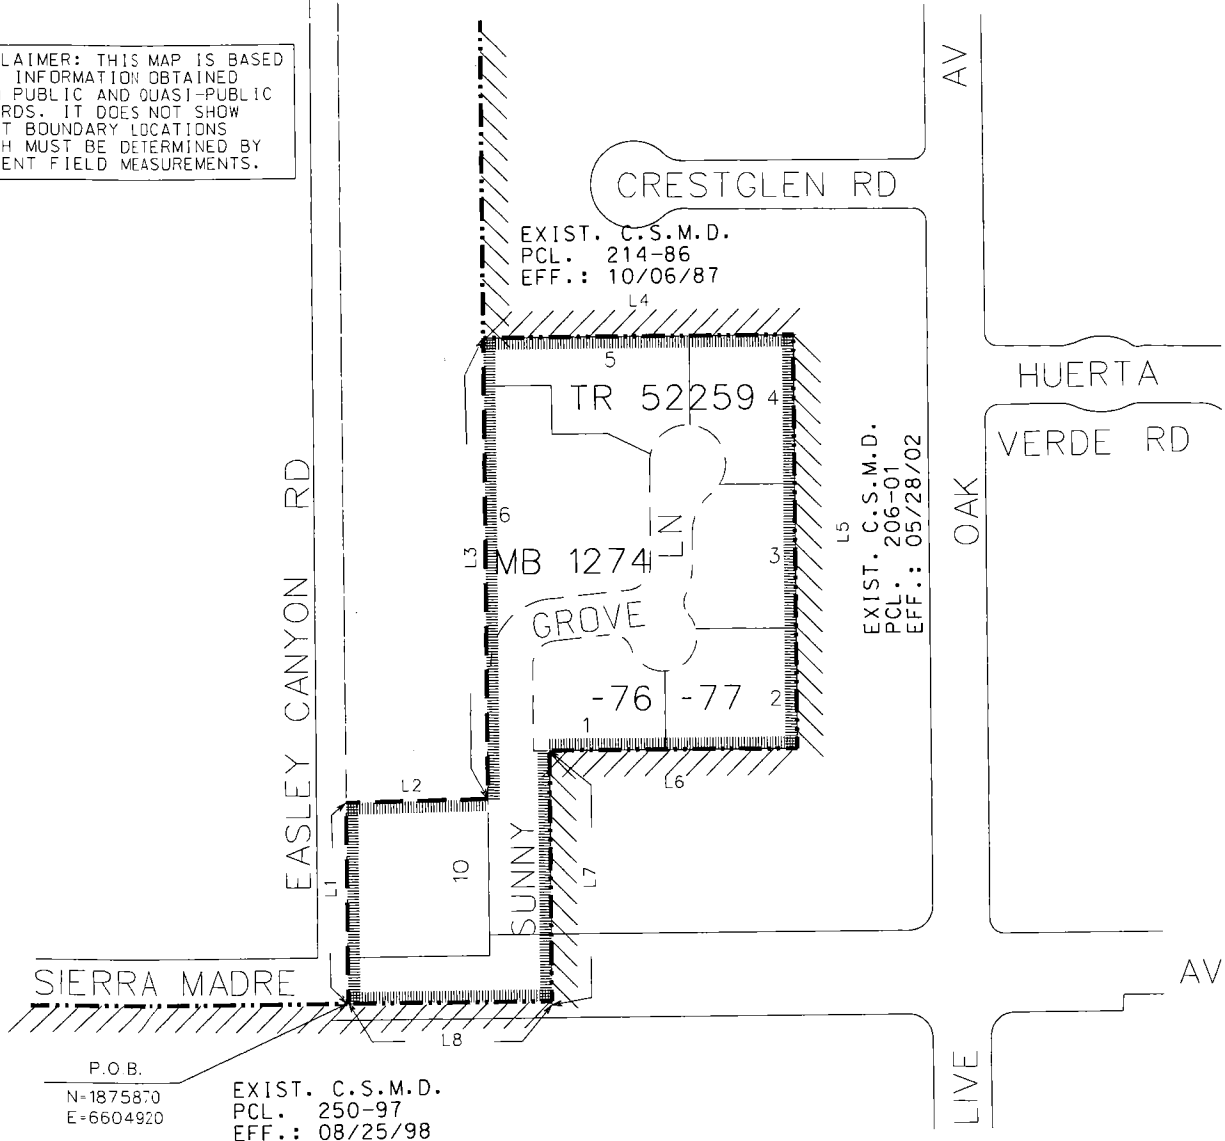 LAIMER: THIS MAP IS BASED
INFORMATION OBTAINED
PUBLIC AND QUASI-PUBLIC
RDS. IT DOES NOT SHOW
T BOUNDARY LOCATIONS
H MUST BE DETERMINED BY
ENT FIELD MEASUREMENTS.
AV
CRESTGLEN RD
EXIST. C.S.M.D.
PCL. 214-86
EFF.: 10/06/87
L4
5
TR 52259
4
HUERTA
VERDE RD
EXIST. C.S.M.D.
PCL. 206-01
EFF.: 05/28/02
L5
OAK
EASLEY CANYON RD
6
L3
MB 1274
LN
3
GROVE
-76
-77
2
1
L6
L2
L1
10
SUNNY
L7
SIERRA MADRE
AV
L8
P.O.B.
N=1875870
E=6604920
EXIST. C.S.M.D.
PCL. 250-97
EFF.: 08/25/98
LIVE